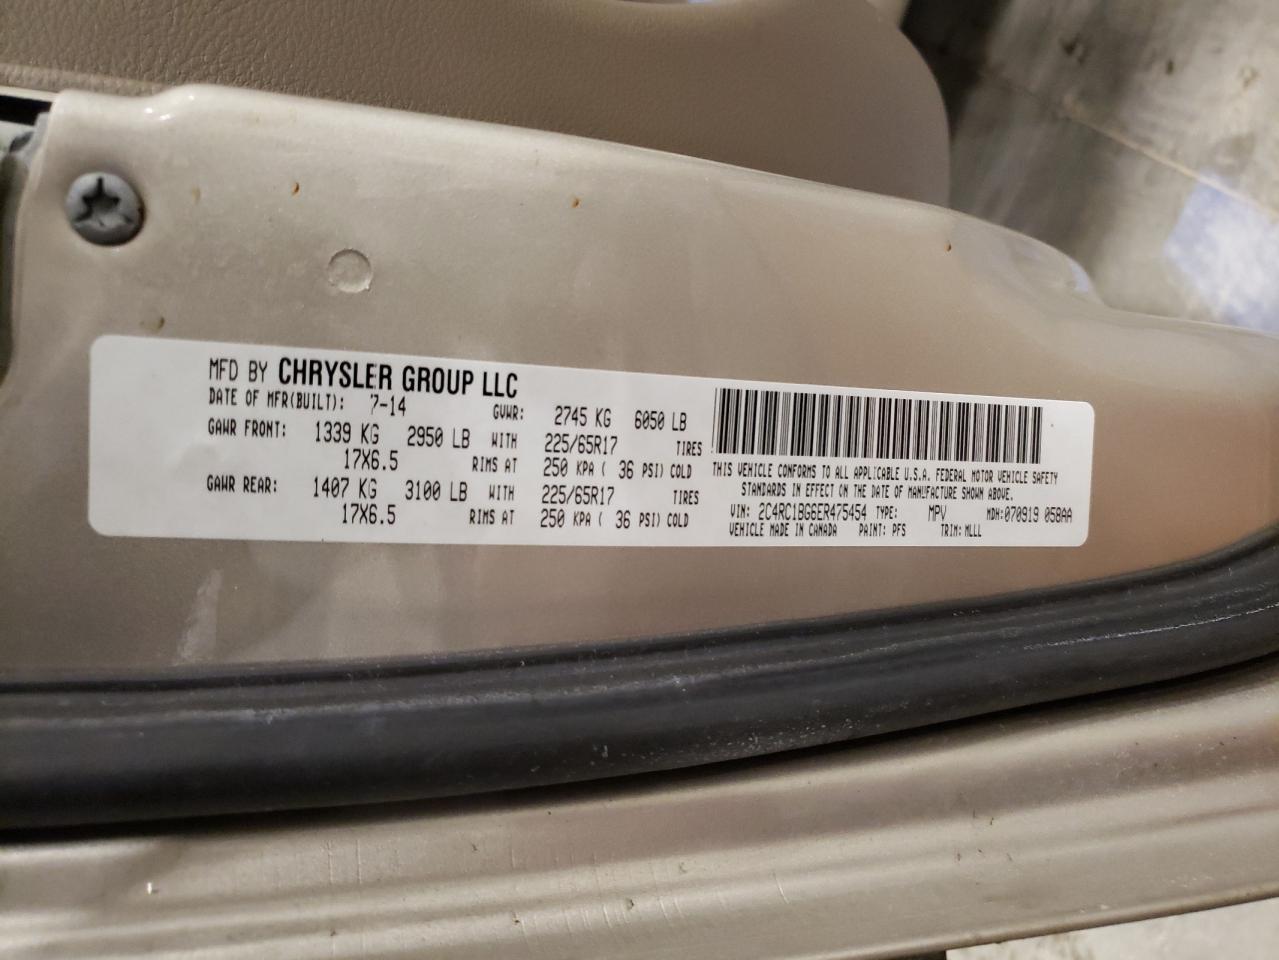 MFD BY CHRYSLER GROUP LLC
DATE OF MFR(BUILT): 7-14 GVWR: 2745 KG 6050 LB
GAWR FRONT: 1339 KG 2950 LB WITH 225/65R17 TIRES
17X6.5 RIMS AT 250 KPA ( 36 PSI) COLD
GAWR REAR: 1407 KG 3100 LB WITH 225/65R17 TIRES
17X6.5 RIMS AT 250 KPA ( 36 PSI) COLD
THIS VEHICLE CONFORMS TO ALL APPLICABLE U.S.A. FEDERAL MOTOR VEHICLE SAFETY
STANDARDS IN EFFECT ON THE DATE OF MANUFACTURE SHOWN ABOVE.
VIN: 2C4RC1BG6ER475454 TYPE: MPV MDH:070919 058AA
VEHICLE MADE IN CANADA PAINT: PFS TRIM: MLLL